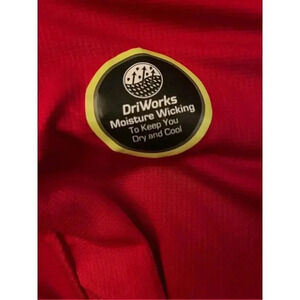 DriWorks
Moisture Wicking
To Keep You
Dry and Cool